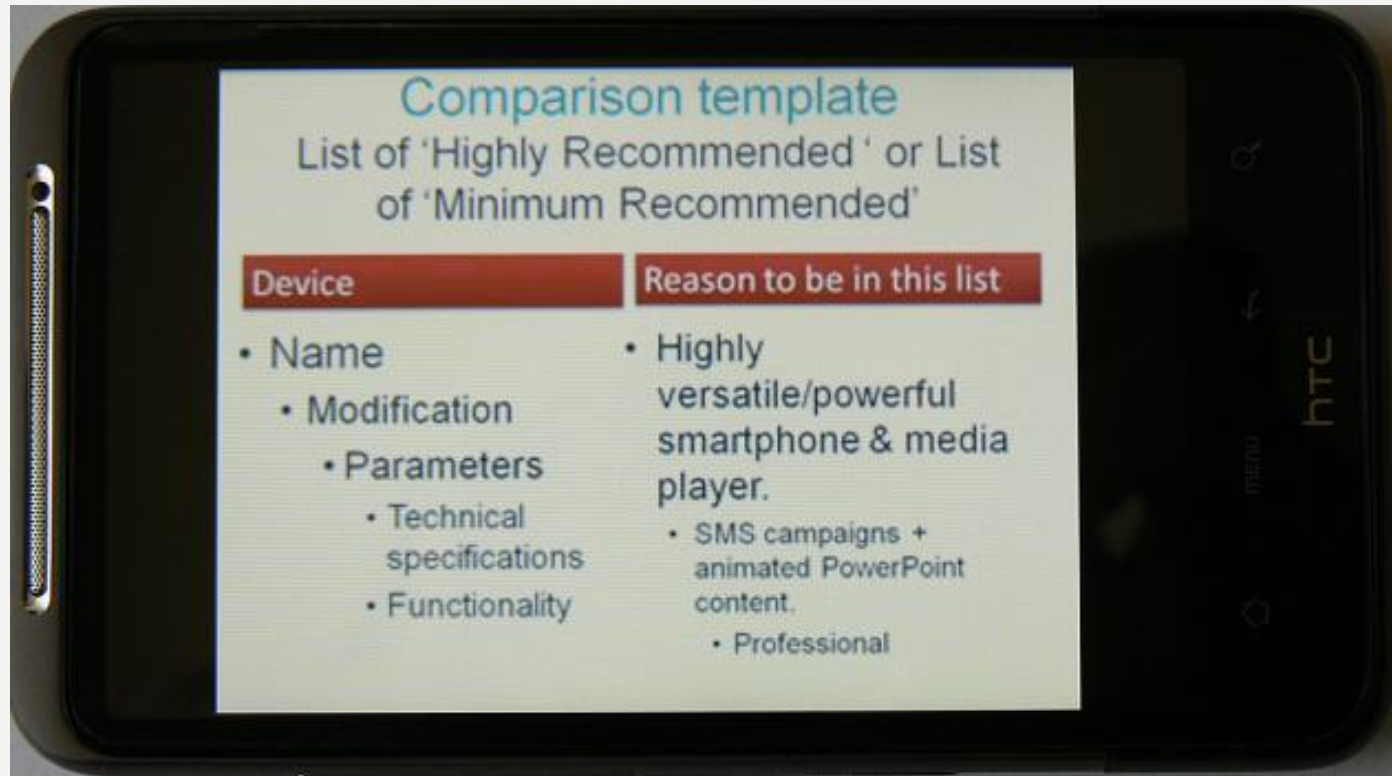 Comparison template
List of ‘Highly Recommended ‘ or List
of ‘Minimum Recommended’
Device
Reason to be in this list
• Name
• Modification
• Parameters
• Technical
specifications
• Functionality
• Highly
versatile/powerful
smartphone & media
player.
• SMS campaigns +
animated PowerPoint
content.
• Professional
MENU
hTC